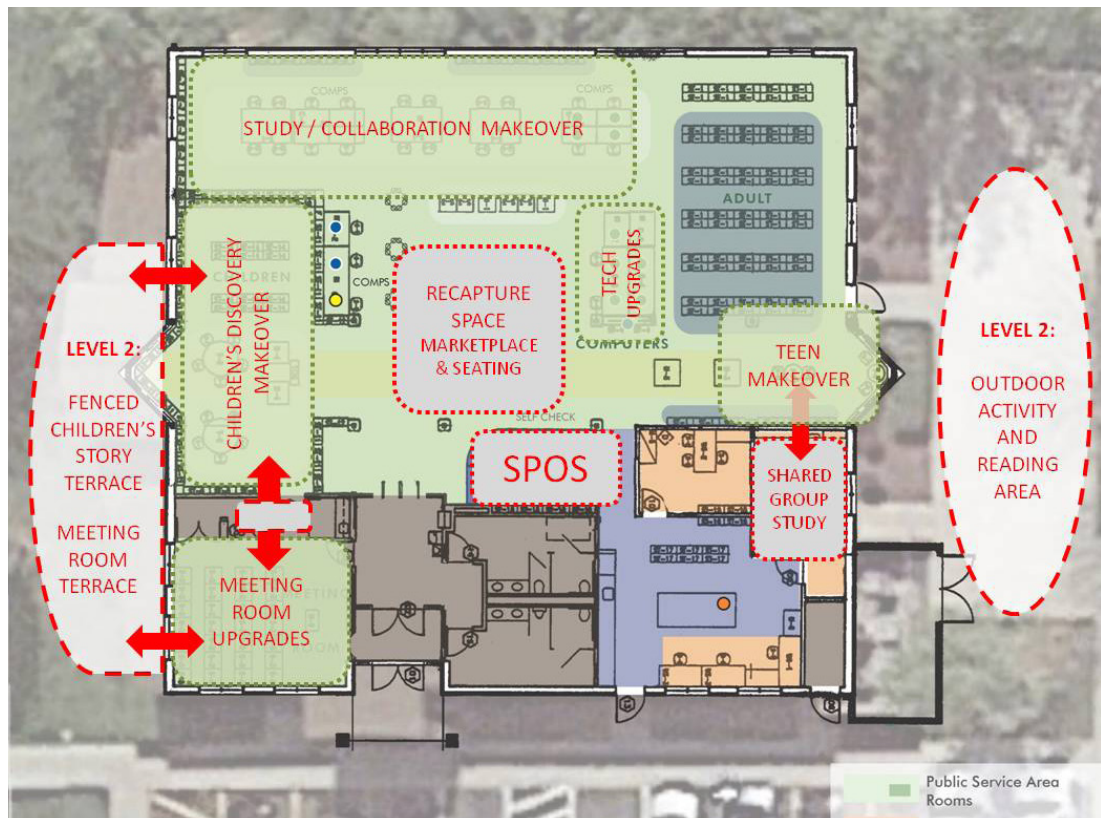 COMPS
COMPS
STUDY / COLLABORATION MAKEOVER
ADULT
TECH
UPGRADES
COMPUTERS
CHILDREN
CHILDREN'S DISCOVERY
MAKEOVER
COMPS
RECAPTURE
SPACE
MARKETPLACE
& SEATING
TEEN
MAKEOVER
SELF CHECK
SPOS
SHARED
GROUP
STUDY
LEVEL 2:
FENCED
CHILDREN'S
STORY
TERRACE
MEETING
ROOM
TERRACE
MEETING
ROOM
UPGRADES
MEETING
ROOM
LEVEL 2:
OUTDOOR
ACTIVITY
AND
READING
AREA
Public Service Area
Rooms